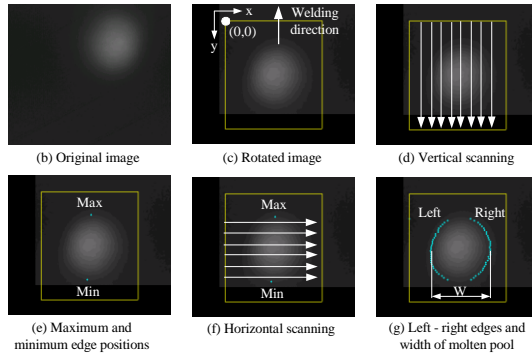 x
(0,0)
y
Welding
direction
(b) Original image
(c) Rotated image
(d) Vertical scanning
Max
Min
Max
Min
Left
Right
W
(e) Maximum and
minimum edge positions
(f) Horizontal scanning
(g) Left - right edges and
width of molten pool